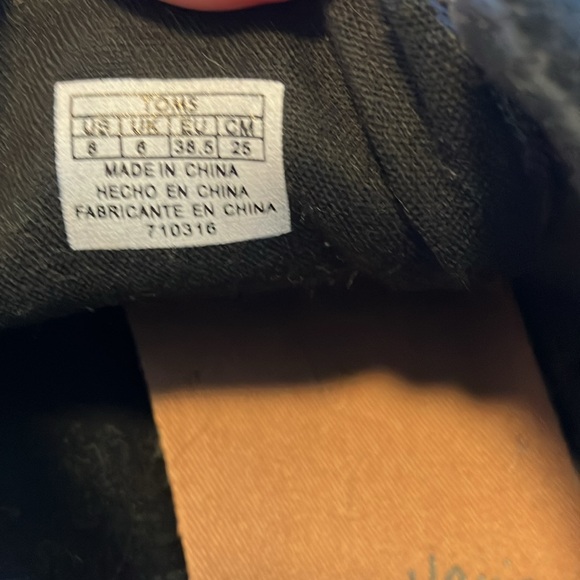 TOMS
US UK EU CM
8 6 38.5 25
MADE IN CHINA
HECHO EN CHINA
FABRICANTE EN CHINA
710316